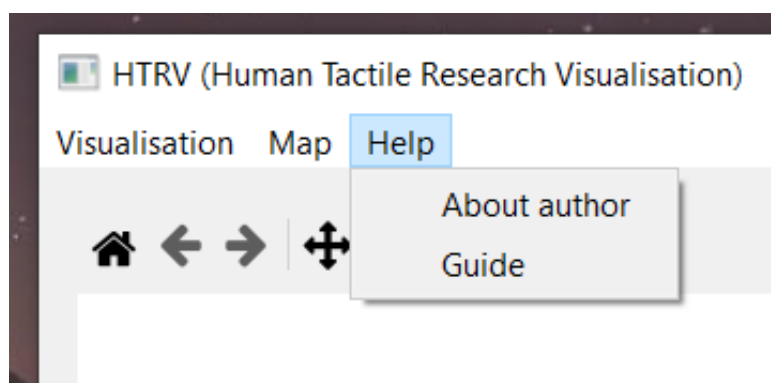 HTRV (Human Tactile Research Visualisation)
Visualisation Map Help
About author
Guide